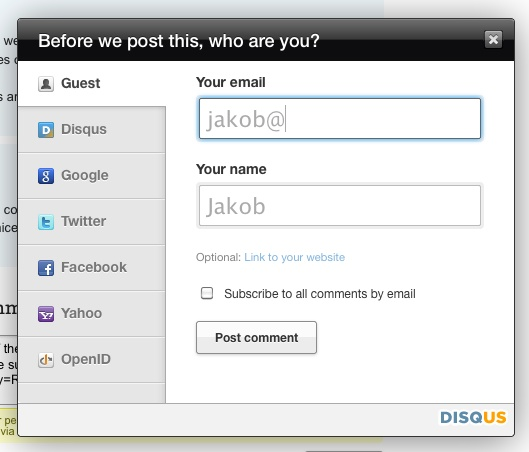 Before we post this, who are you?
Guest
Disqus
Google
Twitter
Facebook
Yahoo
OpenID
Your email
jakob@
Your name
Jakob
Optional: Link to your website
Subscribe to all comments by email
Post comment
DISQUS